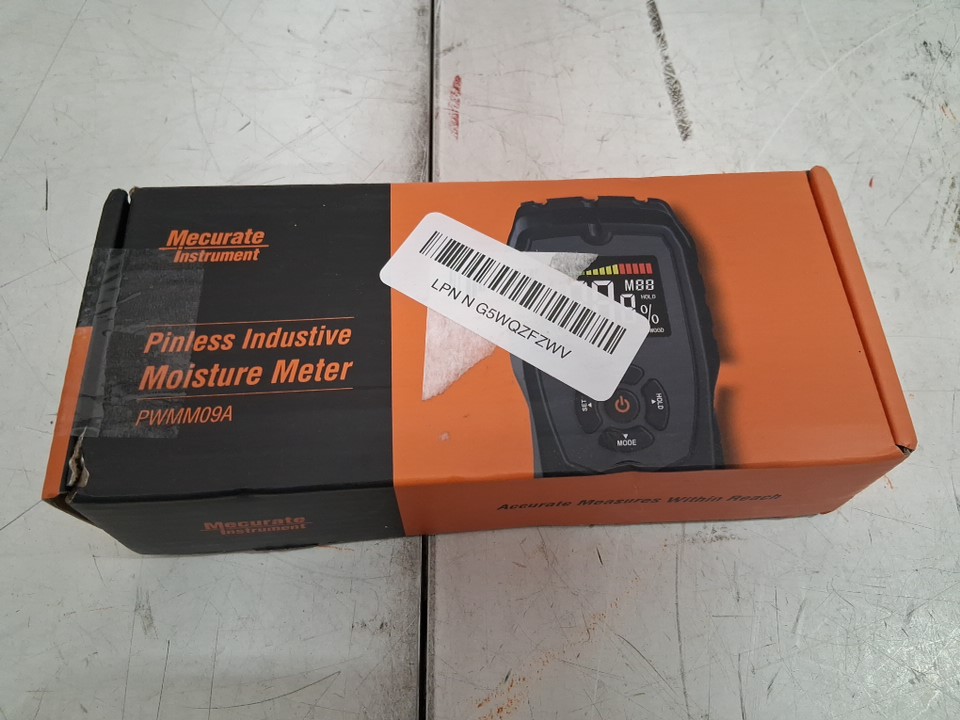 Mecurate
Instrument
Pinless Industive
Moisture Meter
PWMM09A
LPN N G5WQZFZWV
M88
HOLD
%
WOOD
SET
HOLD
MODE
Mecurate
Instrument
Accurate Measures Within Reach